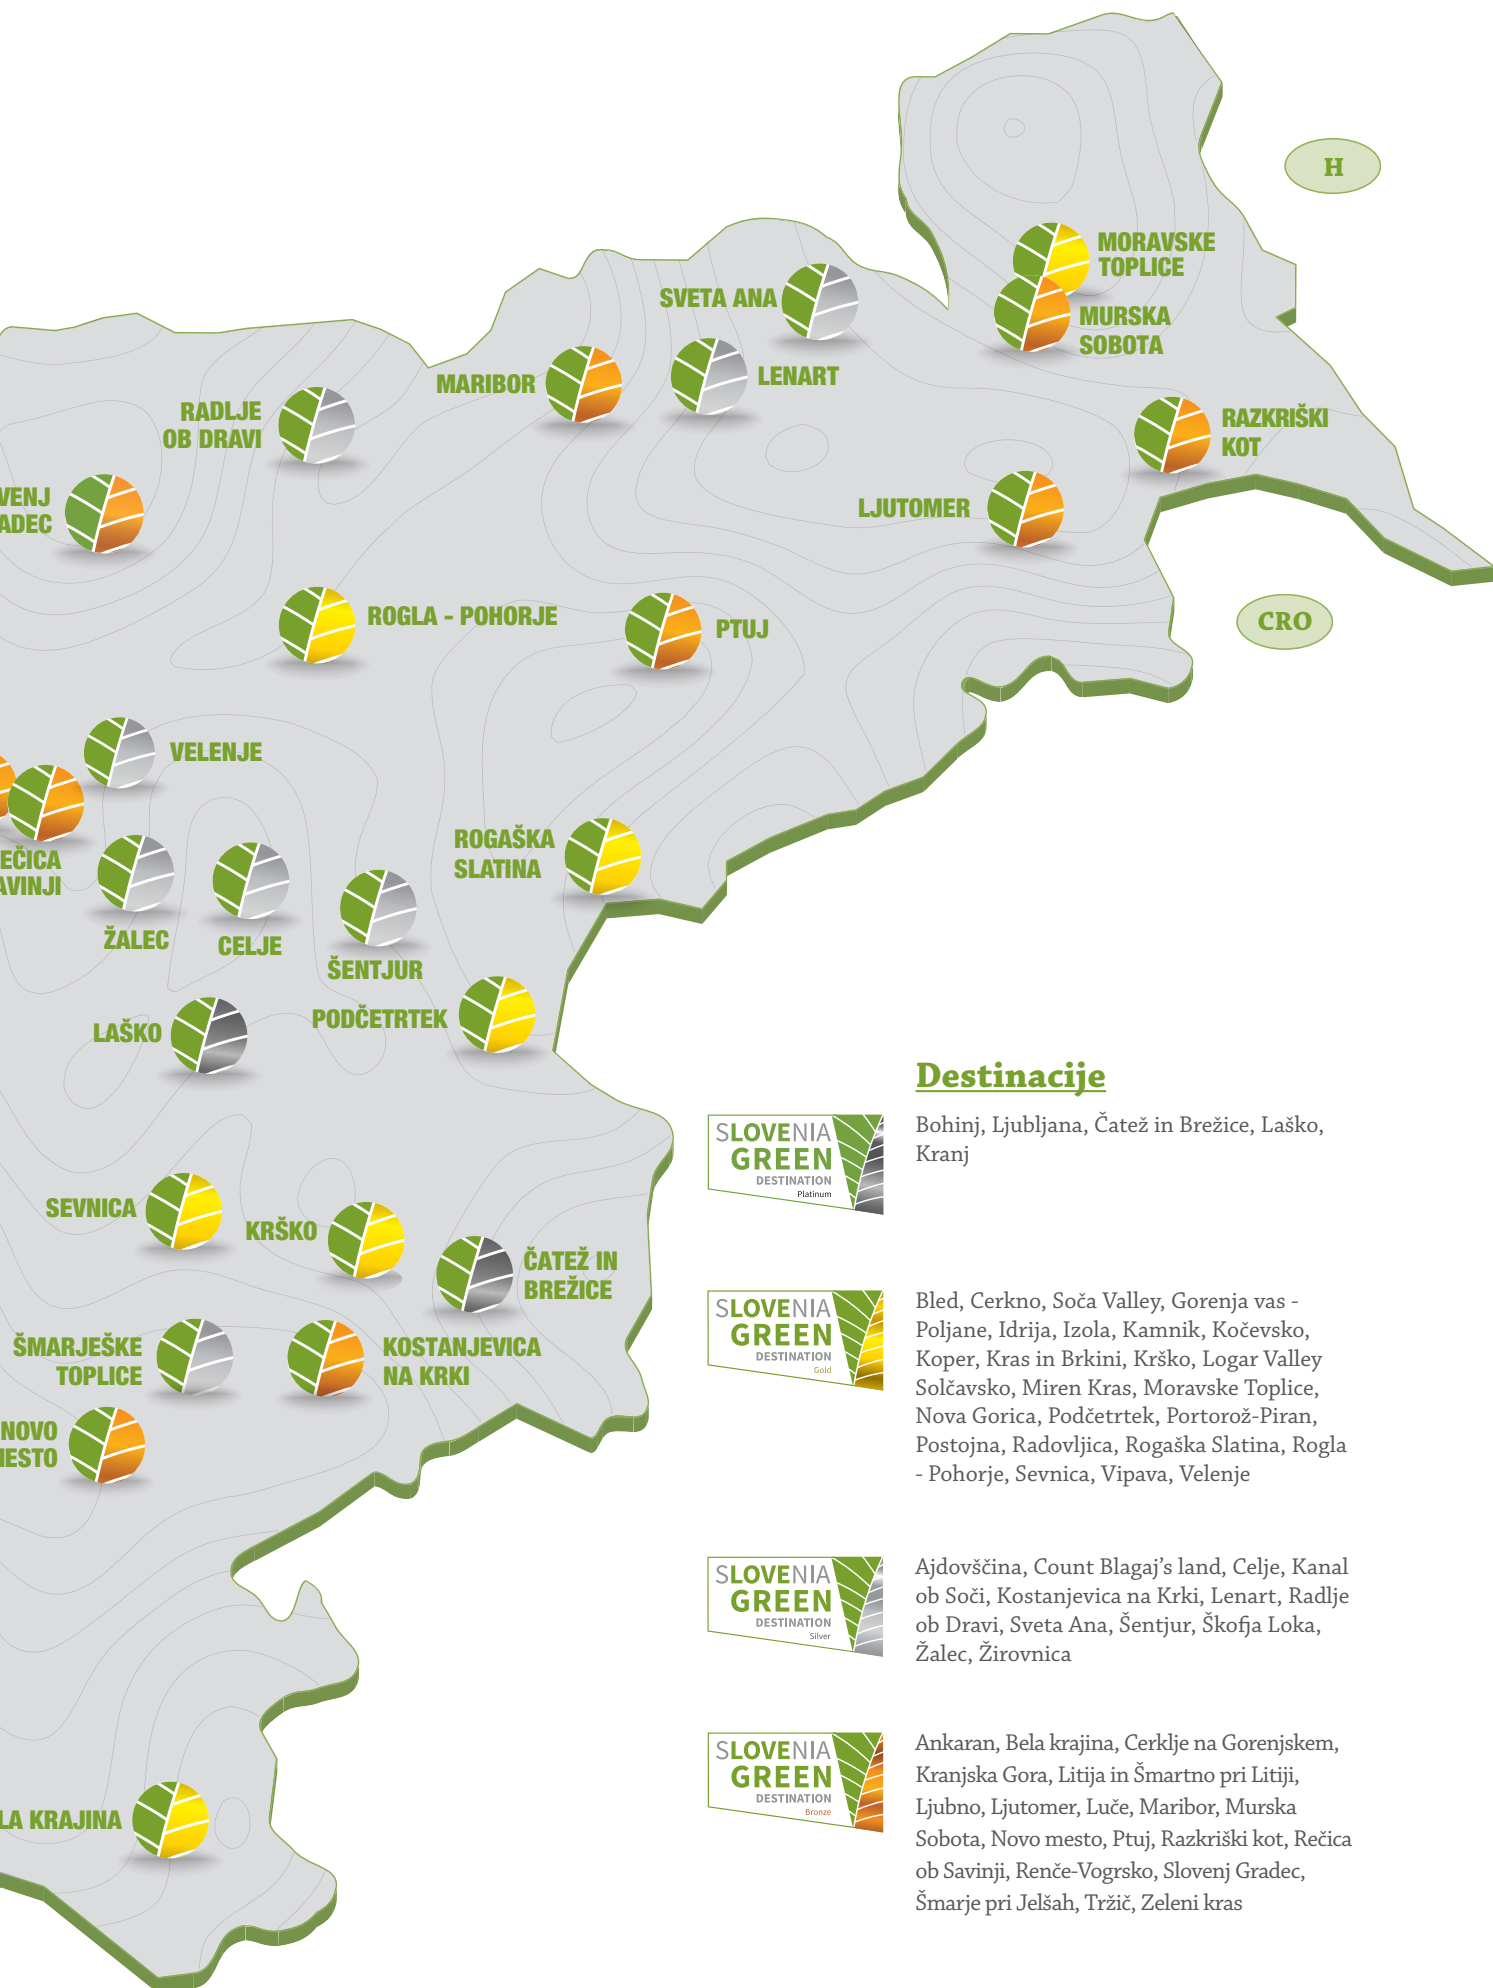 H
MORAVSKE
TOPLICE
SVETA ANA
MURSKA
SOBOTA
MARIBOR
LENART
RADLJE
OB DRAVI
RAZKRIŠKI
KOT
VENJ
ADEC
LJUTOMER
ROGLA - POHORJE
PTUJ
CRO
VELENJE
ROGAŠKA
SLATINA
EČICA
AVINJI
ŽALEC
CELJE
ŠENTJUR
PODČETRTEK
LAŠKO
SEVNICA
KRŠKO
ČATEŽ IN
BREŽICE
ŠMARJEŠKE
TOPLICE
KOSTANJEVICA
NA KRKI
NOVO
MESTO
LA KRAJINA
Destinacije
SLOVENIA
GREEN
DESTINATION
Platinum
Bohinj, Ljubljana, Čatež in Brežice, Laško,
Kranj
SLOVENIA
GREEN
DESTINATION
Gold
Bled, Cerkno, Soča Valley, Gorenja vas -
Poljane, Idrija, Izola, Kamnik, Kočevsko,
Koper, Kras in Brkini, Krško, Logar Valley
Solčavsko, Miren Kras, Moravske Toplice,
Nova Gorica, Podčetrtek, Portorož-Piran,
Postojna, Radovljica, Rogaška Slatina, Rogla
- Pohorje, Sevnica, Vipava, Velenje
SLOVENIA
GREEN
DESTINATION
Silver
Ajdovščina, Count Blagaj’s land, Celje, Kanal
ob Soči, Kostanjevica na Krki, Lenart, Radlje
ob Dravi, Sveta Ana, Šentjur, Škofja Loka,
Žalec, Žirovnica
SLOVENIA
GREEN
DESTINATION
Bronze
Ankaran, Bela krajina, Cerklje na Gorenjskem,
Kranjska Gora, Litija in Šmartno pri Litiji,
Ljubno, Ljutomer, Luče, Maribor, Murska
Sobota, Novo mesto, Ptuj, Razkriški kot, Rečica
ob Savinji, Renče-Vogrsko, Slovenj Gradec,
Šmarje pri Jelšah, Tržič, Zeleni kras